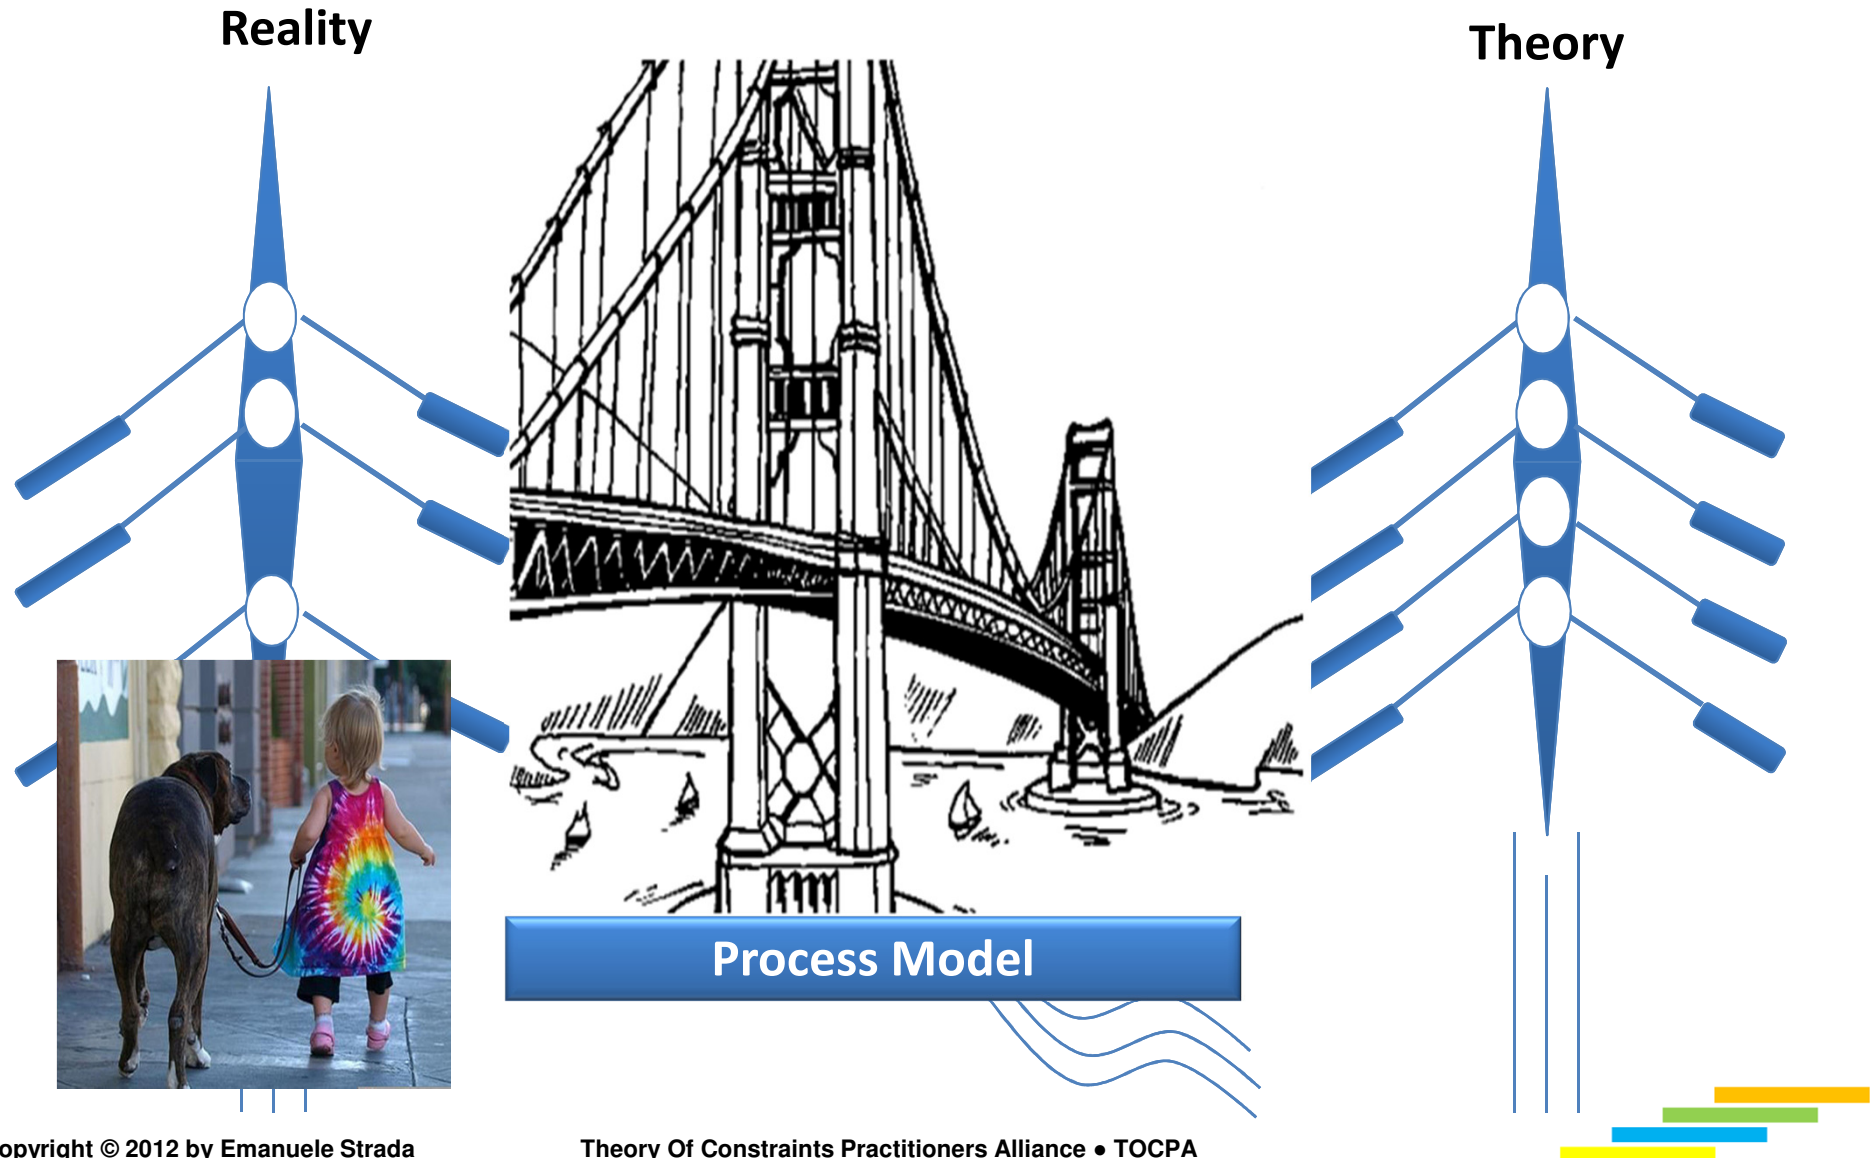 Reality
Theory
Process Model
opyright © 2012 by Emanuele Strada
Theory Of Constraints Practitioners Alliance ● TOCPA